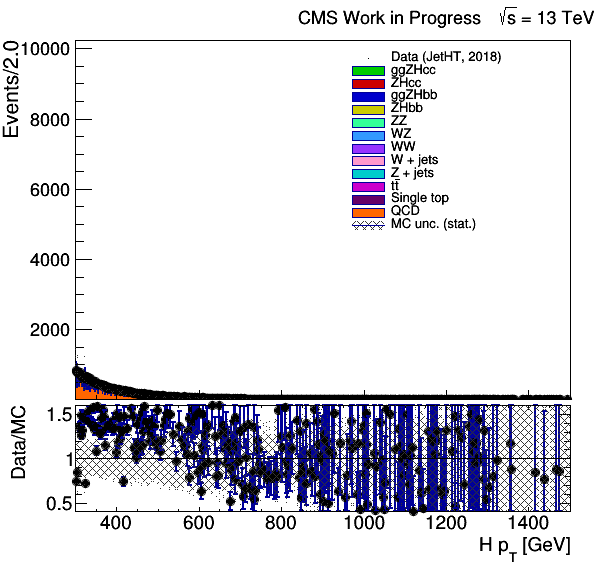 CMS Work in Progress √s = 13 TeV
Events/2.0
10000
8000
6000
4000
2000
Data (JetHT, 2018)
ggZHcc
ZHcc
ggZHbb
ZHbb
ZZ
WZ
WW
W + jets
Z + jets
tt̄
Single top
QCD
MC unc. (stat.)
Data/MC
1.5
1
0.5
400 600 800 1000 1200 1400
H p_T [GeV]